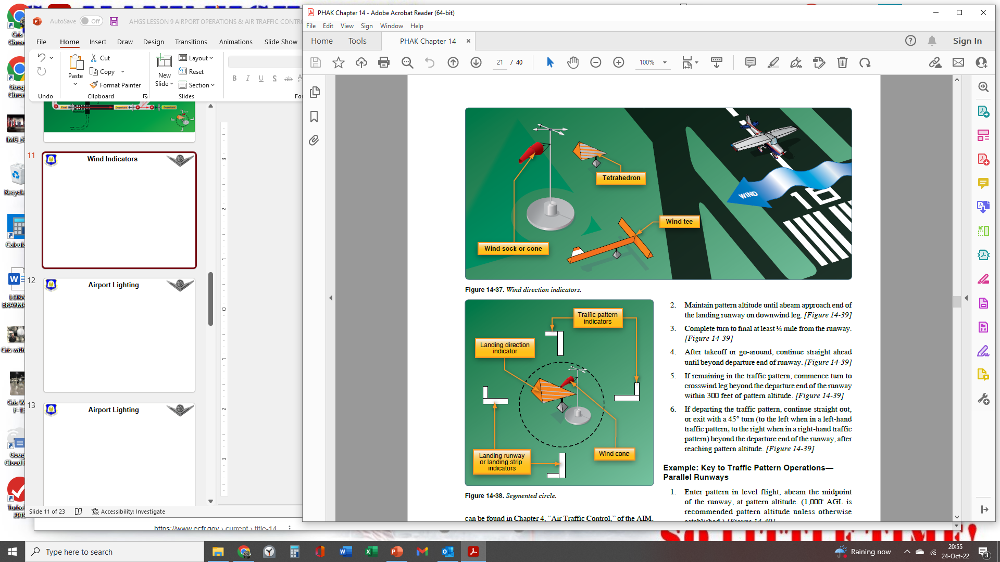 AutoSave
Off
AHGS LESSON 9 AIRPORT OPERATIONS & AIR TRAFFIC CONTRO
File
Home
Insert
Draw
Design
Transitions
Animations
Slide Show
Cut
Copy
Format Painter
Paste
Undo
Clipboard
New
Slide
Layout
Reset
Section
Slides
B I U S ab
11
Wind Indicators
12
Airport Lighting
13
Airport Lighting
3
2
1
0
1
2
3
Slide 11 of 23
Accessibility: Investigate
https://www.ecfr.gov › current › title-14
PHAK Chapter 14 - Adobe Acrobat Reader (64-bit)
File Edit View Sign Window Help
Home
Tools
PHAK Chapter 14
Sign In
21 / 40
100%
Tetrahedron
Wind tee
Wind sock or cone
WIND
16
Figure 14-37. Wind direction indicators.
Traffic pattern
indicators
Landing direction
indicator
Landing runway
or landing strip
indicators
Wind cone
Figure 14-38. Segmented circle.
can be found in Chapter 4, “Air Traffic Control,” of the AIM.
2. Maintain pattern altitude until abeam approach end of
the landing runway on downwind leg. [Figure 14-39]
3. Complete turn to final at least ¼ mile from the runway.
[Figure 14-39]
4. After takeoff or go-around, continue straight ahead
until beyond departure end of runway. [Figure 14-39]
5. If remaining in the traffic pattern, commence turn to
crosswind leg beyond the departure end of the runway
within 300 feet of pattern altitude. [Figure 14-39]
6. If departing the traffic pattern, continue straight out,
or exit with a 45° turn (to the left when in a left-hand
traffic pattern; to the right when in a right-hand traffic
pattern) beyond the departure end of the runway, after
reaching pattern altitude. [Figure 14-39]
Example: Key to Traffic Pattern Operations—
Parallel Runways
1. Enter pattern in level flight, abeam the midpoint
of the runway, at pattern altitude. (1,000' AGL is
recommended pattern altitude unless otherwise
established.) [Figure 14-40]
SO LITTLE TIME!
Type here to search
Raining now
20:55
24-Oct-22
3